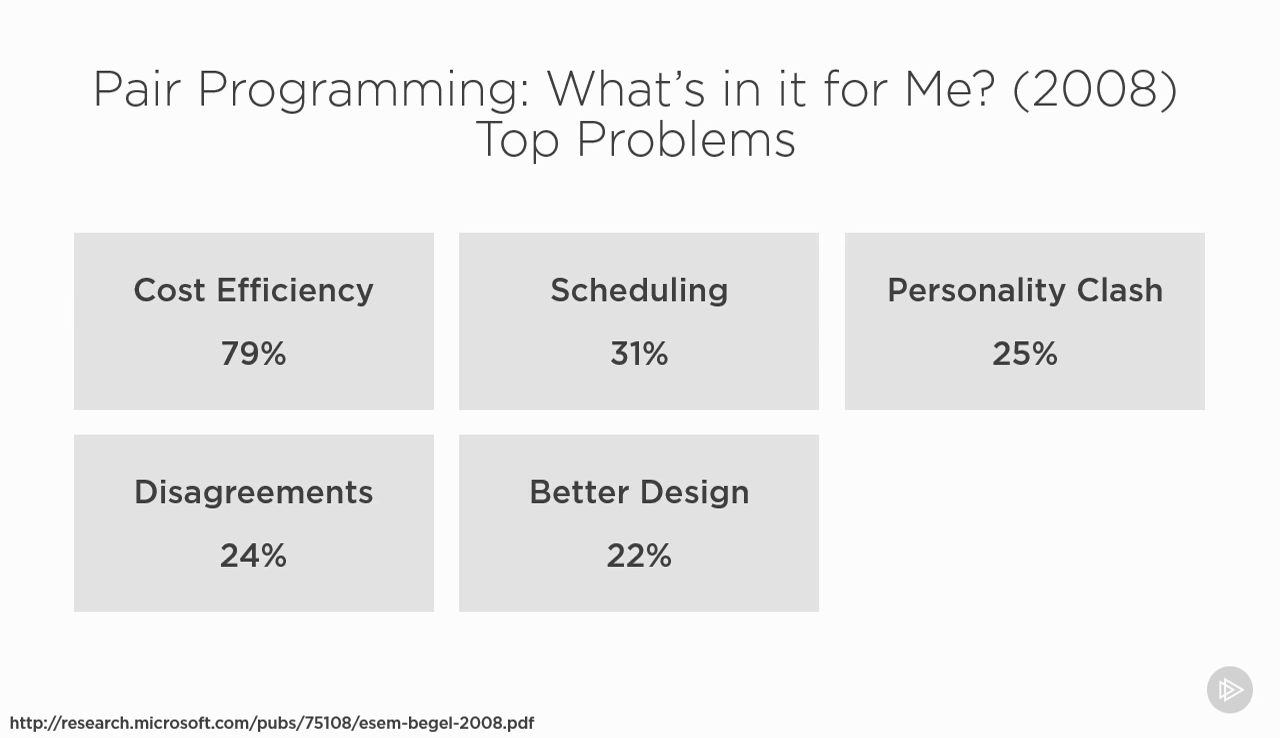 Pair Programming: What's in it for Me? (2008)
Top Problems
Cost Efficiency
79%
Scheduling
31%
Personality Clash
25%
Disagreements
24%
Better Design
22%
http://research.microsoft.com/pubs/75108/esem-begel-2008.pdf